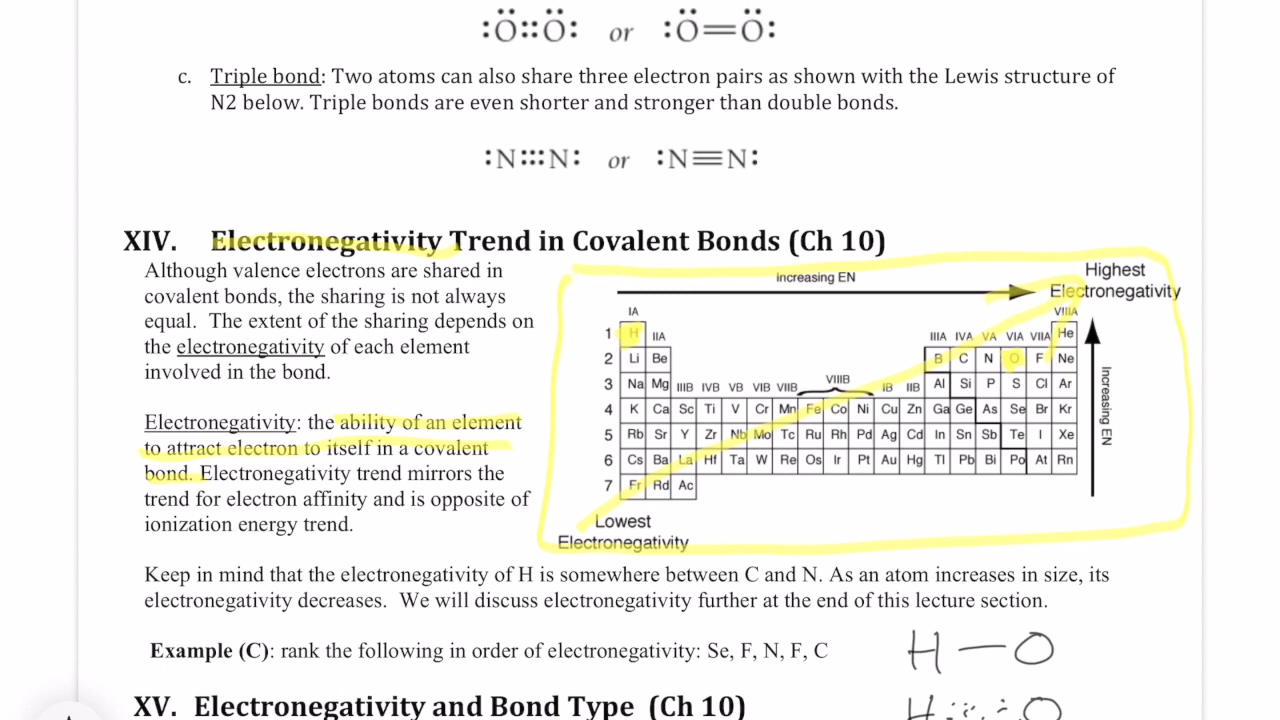 :Ö::Ö: or :Ö=Ö:
c. Triple bond: Two atoms can also share three electron pairs as shown with the Lewis structure of
N2 below. Triple bonds are even shorter and stronger than double bonds.
:N:::N: or :N≡N:
XIV. Electronegativity Trend in Covalent Bonds (Ch 10)
Although valence electrons are shared in
covalent bonds, the sharing is not always
equal. The extent of the sharing depends on
the electronegativity of each element
involved in the bond.
Electronegativity: the ability of an element
to attract electron to itself in a covalent
bond. Electronegativity trend mirrors the
trend for electron affinity and is opposite of
ionization energy trend.
Increasing EN
Highest
Electronegativity
IA VIIIA
1 H IIA IIIA IVA VA VIA VIIA He
2 Li Be B C N O F Ne
3 Na Mg IIIB IVB VB VIB VIIB VIIIB IB IIB Al Si P S Cl Ar
4 K Ca Sc Ti V Cr Mn Fe Co Ni Cu Zn Ga Ge As Se Br Kr
5 Rb Sr Y Zr Nb Mo Tc Ru Rh Pd Ag Cd In Sn Sb Te I Xe
6 Cs Ba La Hf Ta W Re Os Ir Pt Au Hg Tl Pb Bi Po At Rn
7 Fr Rd Ac
Increasing EN
Lowest
Electronegativity
Keep in mind that the electronegativity of H is somewhere between C and N. As an atom increases in size, its
electronegativity decreases. We will discuss electronegativity further at the end of this lecture section.
Example (C): rank the following in order of electronegativity: Se, F, N, F, C
H — O
XV. Electronegativity and Bond Type (Ch 10)
H O